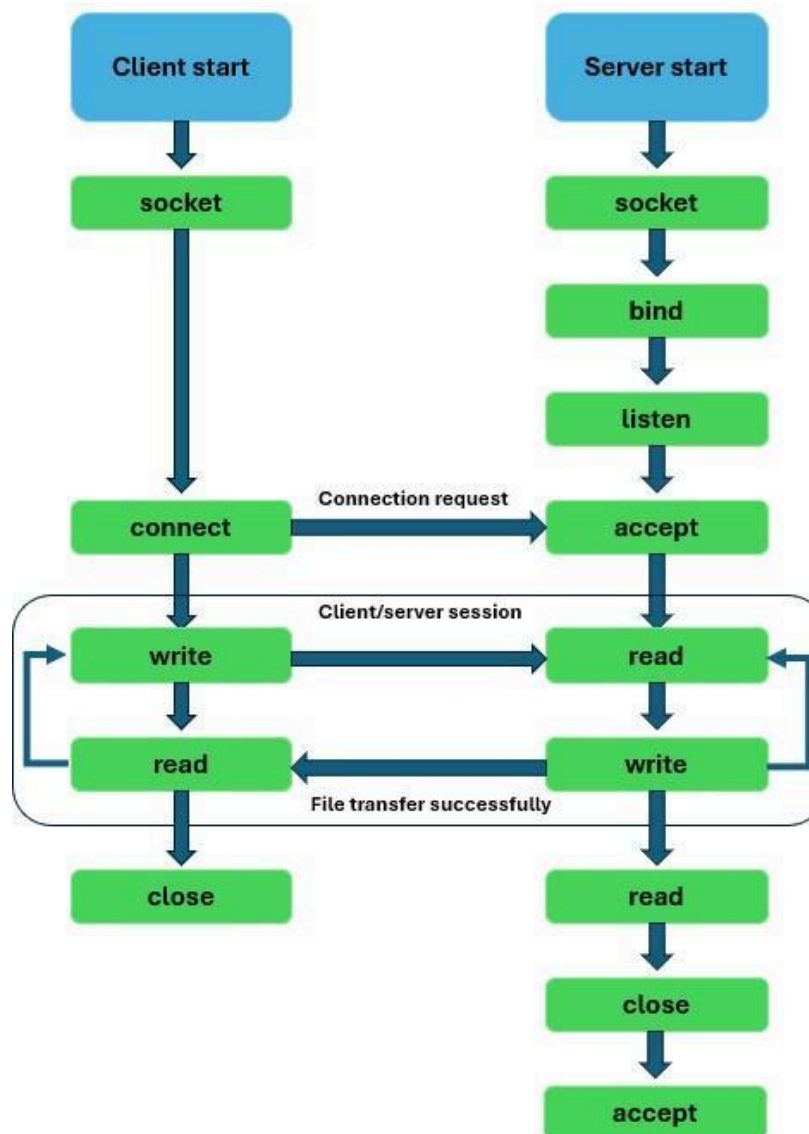 Client start
Server start
socket
socket
bind
listen
Connection request
connect
accept
Client/server session
write
read
read
write
File transfer successfully
close
read
close
accept